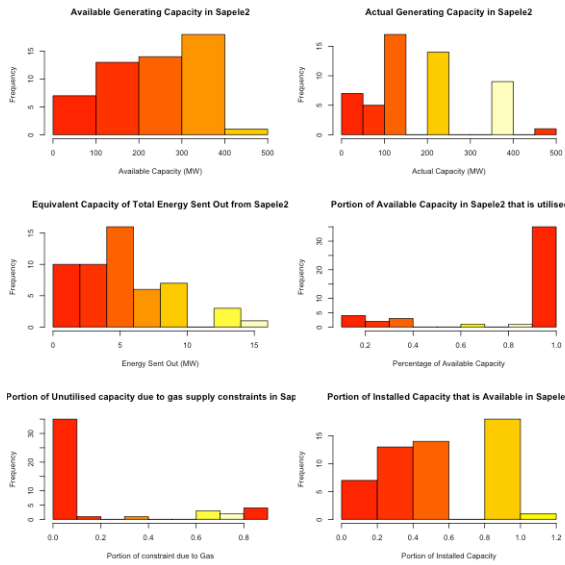 Available Generating Capacity in Sapele2
Frequency
0 5 10 15
0 100 200 300 400 500
Available Capacity (MW)
Actual Generating Capacity in Sapele2
Frequency
0 5 10 15
0 100 200 300 400 500
Actual Capacity (MW)
Equivalent Capacity of Total Energy Sent Out from Sapele2
Frequency
0 5 10 15
0 5 10 15
Energy Sent Out (MW)
Portion of Available Capacity in Sapele2 that is utilise
Frequency
0 5 10 20 30
0.2 0.4 0.6 0.8 1.0
Percentage of Available Capacity
Portion of Unutilised capacity due to gas supply constraints in Sap
Frequency
0 5 10 20 30
0.0 0.2 0.4 0.6 0.8
Portion of constraint due to Gas
Portion of Installed Capacity that is Available in Sapele
Frequency
0 5 10 15
0.0 0.2 0.4 0.6 0.8 1.0 1.2
Portion of Installed Capacity